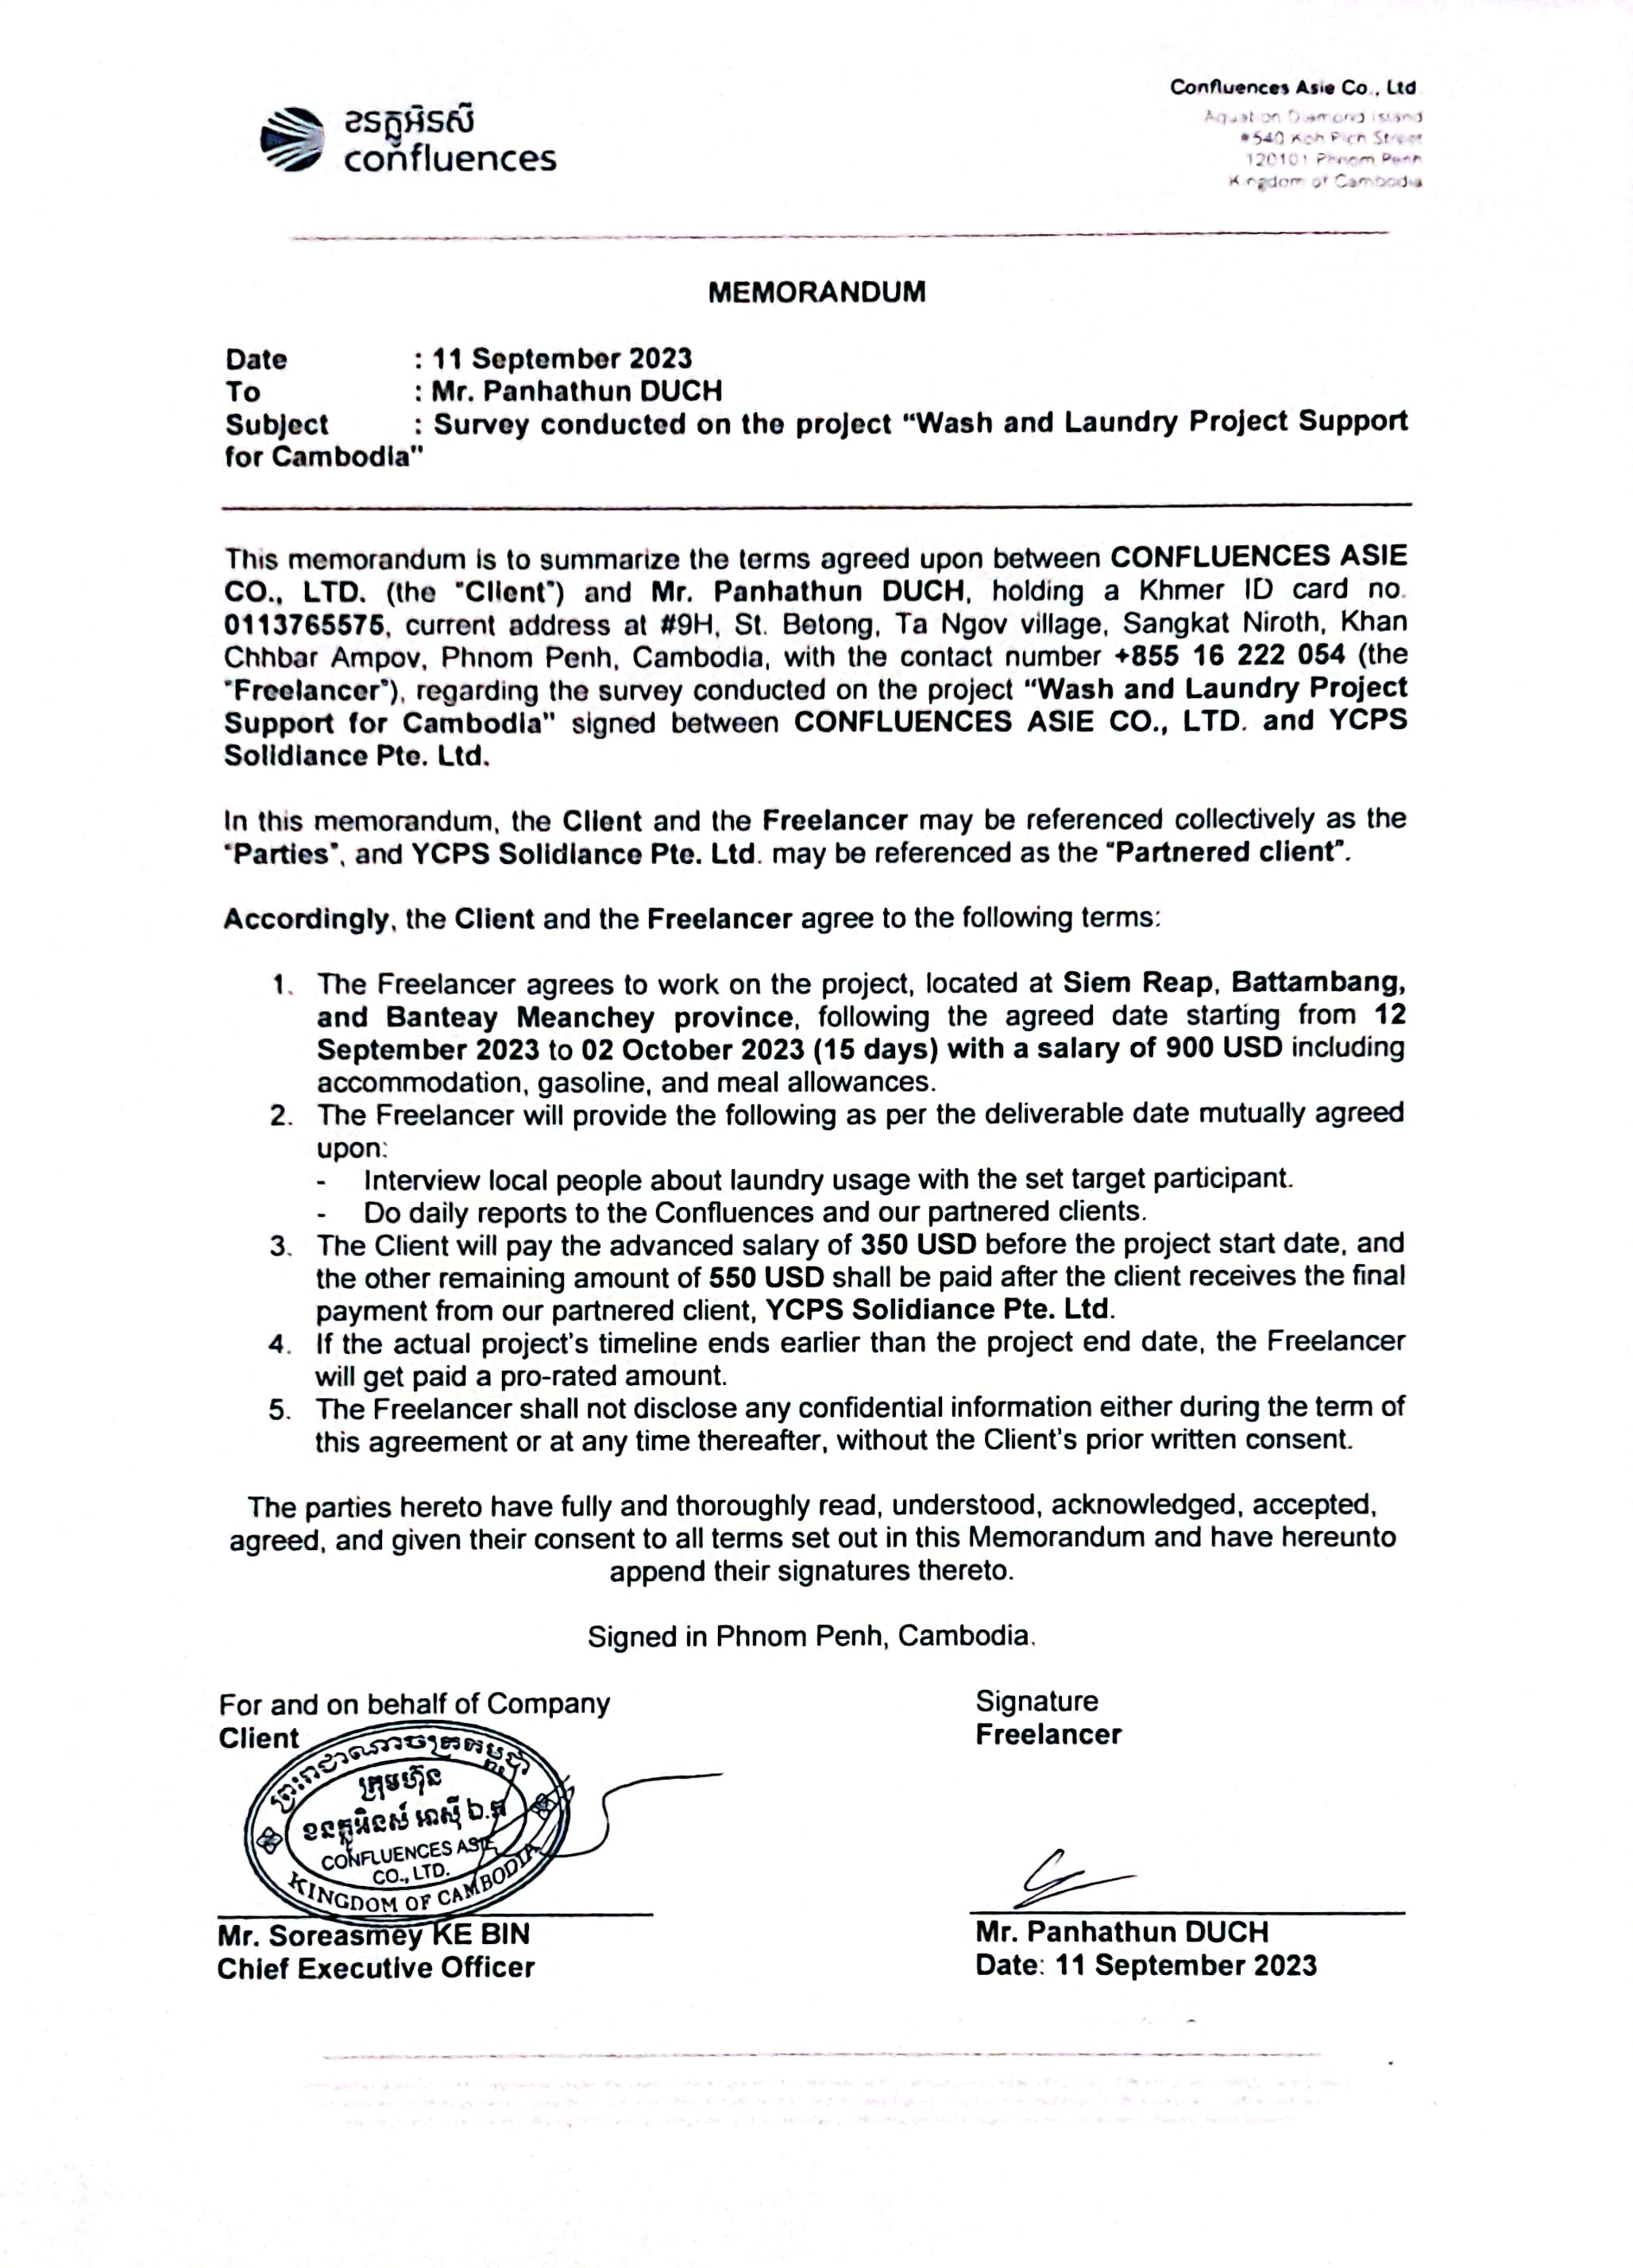 ខនភ្លូអិនស៍
confluences
Confluences Asie Co., Ltd
Aquation Diamond Island
#540 Koh Pich Street
120101 Phnom Penh
Kingdom of Cambodia
MEMORANDUM
Date : 11 September 2023
To : Mr. Panhathun DUCH
Subject : Survey conducted on the project “Wash and Laundry Project Support
for Cambodia"
This memorandum is to summarize the terms agreed upon between CONFLUENCES ASIE
CO., LTD. (the "Client") and Mr. Panhathun DUCH, holding a Khmer ID card no.
0113765575, current address at #9H, St. Betong, Ta Ngov village, Sangkat Niroth, Khan
Chhbar Ampov, Phnom Penh, Cambodia, with the contact number +855 16 222 054 (the
"Freelancer"), regarding the survey conducted on the project “Wash and Laundry Project
Support for Cambodia" signed between CONFLUENCES ASIE CO., LTD. and YCPS
Solidiance Pte. Ltd.
In this memorandum, the Client and the Freelancer may be referenced collectively as the
"Parties", and YCPS Solidiance Pte. Ltd. may be referenced as the "Partnered client".
Accordingly, the Client and the Freelancer agree to the following terms:
1. The Freelancer agrees to work on the project, located at Siem Reap, Battambang,
and Banteay Meanchey province, following the agreed date starting from 12
September 2023 to 02 October 2023 (15 days) with a salary of 900 USD including
accommodation, gasoline, and meal allowances.
2. The Freelancer will provide the following as per the deliverable date mutually agreed
upon:
- Interview local people about laundry usage with the set target participant.
- Do daily reports to the Confluences and our partnered clients.
3. The Client will pay the advanced salary of 350 USD before the project start date, and
the other remaining amount of 550 USD shall be paid after the client receives the final
payment from our partnered client, YCPS Solidiance Pte. Ltd.
4. If the actual project's timeline ends earlier than the project end date, the Freelancer
will get paid a pro-rated amount.
5. The Freelancer shall not disclose any confidential information either during the term of
this agreement or at any time thereafter, without the Client's prior written consent.
The parties hereto have fully and thoroughly read, understood, acknowledged, accepted,
agreed, and given their consent to all terms set out in this Memorandum and have hereunto
append their signatures thereto.
Signed in Phnom Penh, Cambodia.
For and on behalf of Company
Client
Signature
Freelancer
ព្រះរាជាណាចក្រកម្ពុជា
ក្រុមហ៊ុន
ខនភ្លូអិនស៍ អាស៊ី ឯ.ក
CONFLUENCES ASIE
CO., LTD.
KINGDOM OF CAMBODIA
Mr. Soreasmey KE BIN
Chief Executive Officer
Mr. Panhathun DUCH
Date: 11 September 2023